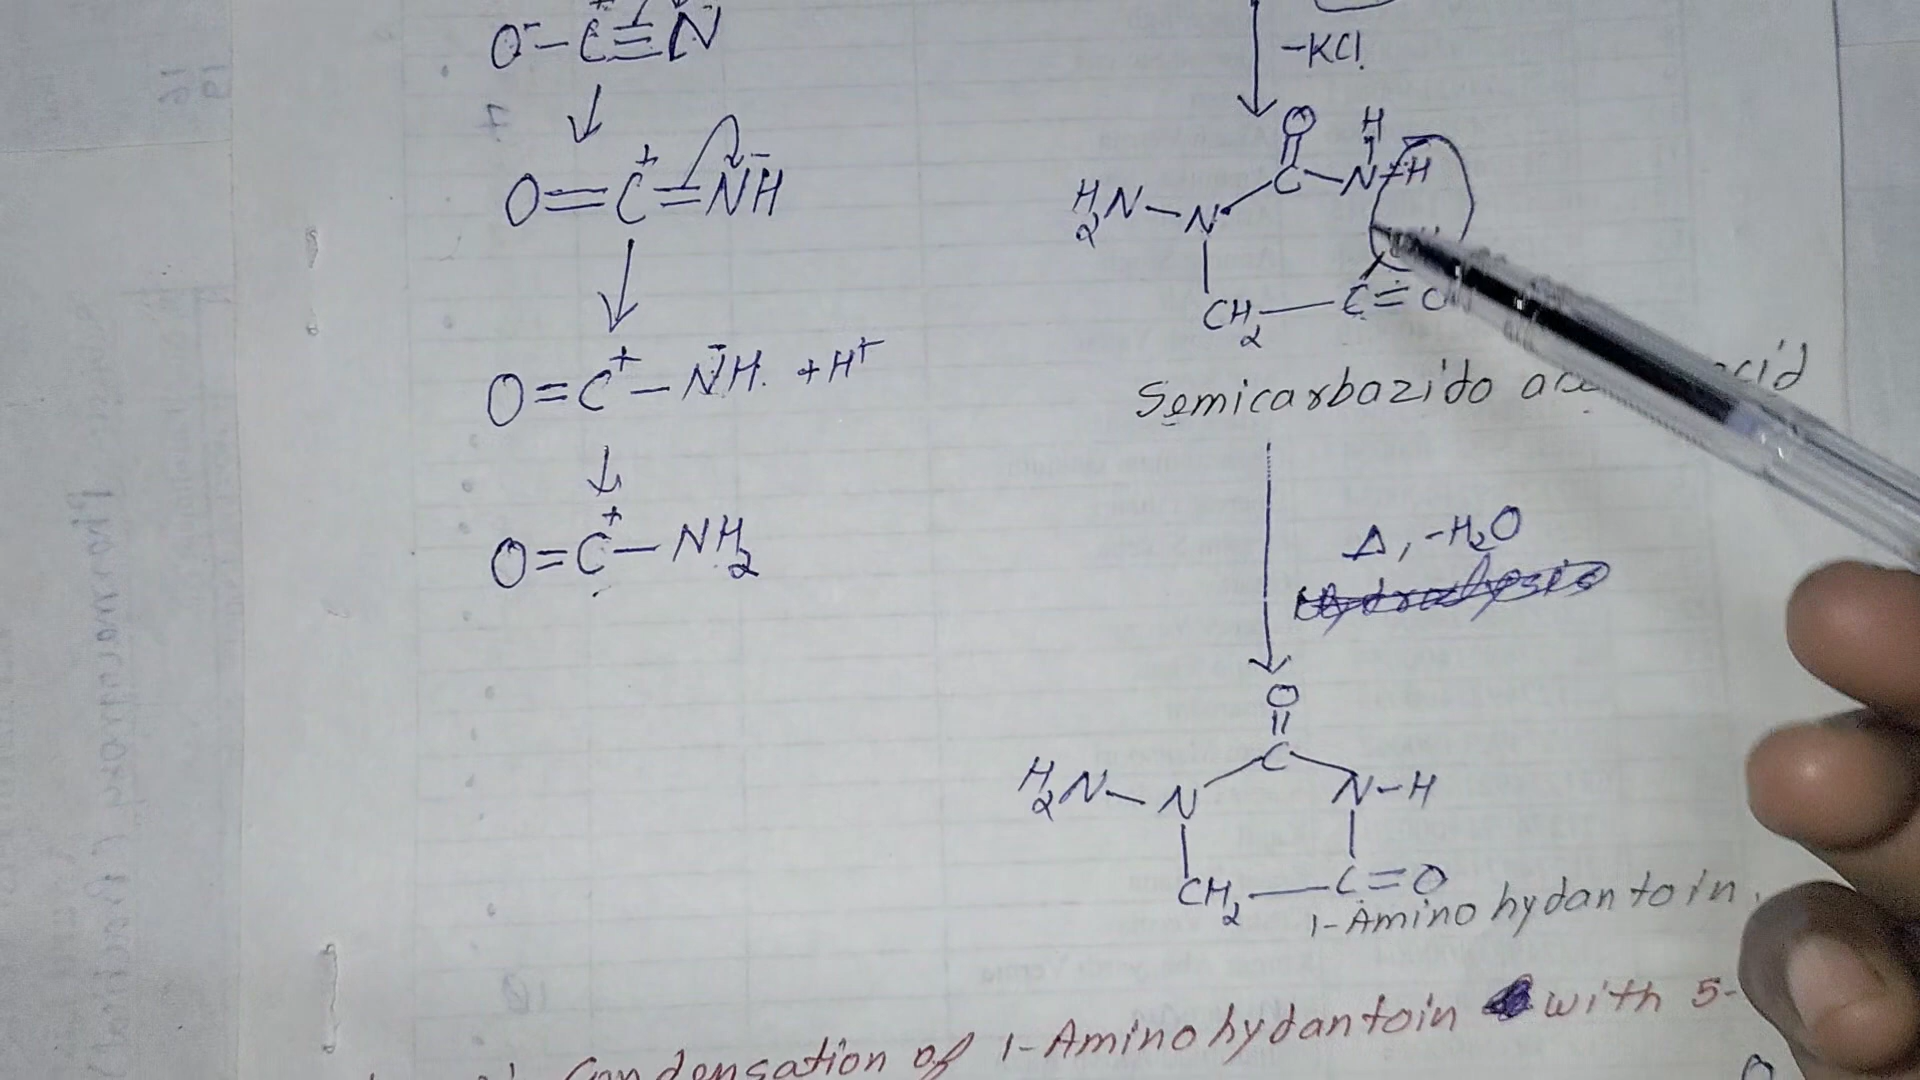 O⁻–C⁺≡N
-KCl
O=C⁺=N⁻H
O
H
C–N–H
H₂N–N
CH₂–C=O
O=C⁺–N⁻H. +H⁺
Semicarbazido
O=C⁺–NH₂
Δ, -H₂O
O
C
H₂N–N N–H
CH₂–C=O
1-Amino hydantoin.
Condensation of 1-Amino hydantoin with 5-